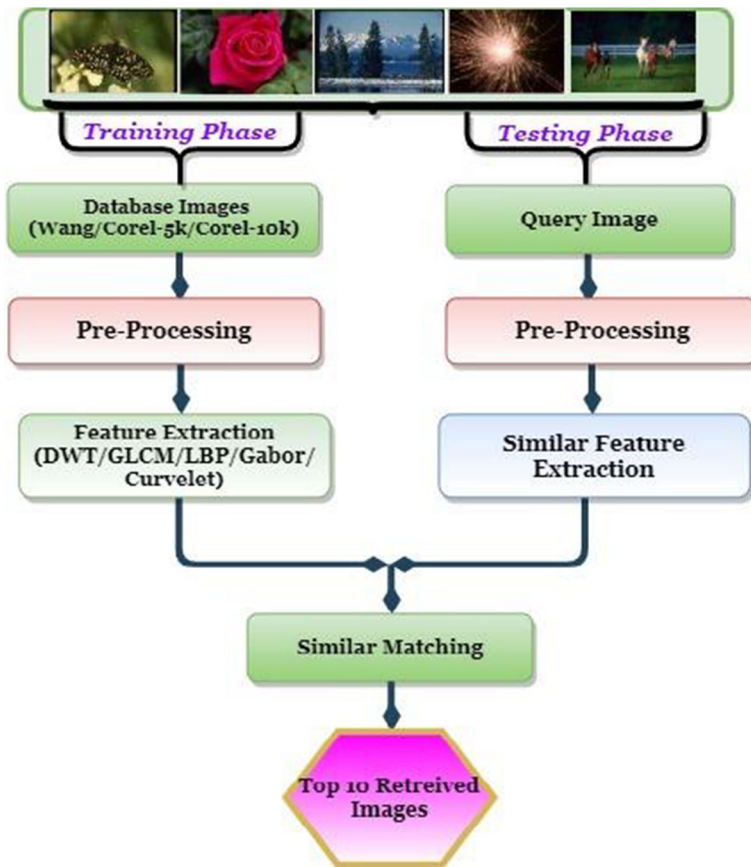 Training Phase
Testing Phase
Database Images
(Wang/Corel-5k/Corel-10k)
Query Image
Pre-Processing
Pre-Processing
Feature Extraction
(DWT/GLCM/LBP/Gabor/
Curvelet)
Similar Feature
Extraction
Similar Matching
Top 10 Retreived
Images